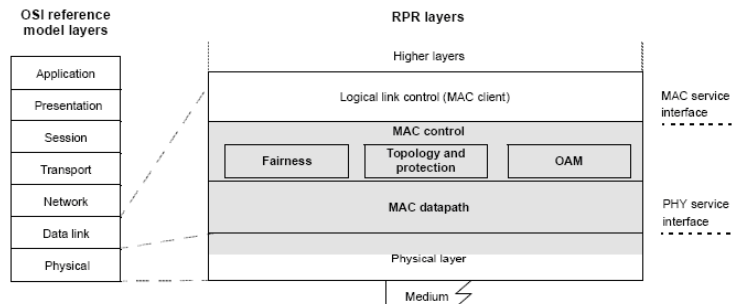 OSI reference
model layers
RPR layers
Application
Presentation
Session
Transport
Network
Data link
Physical
Higher layers
Logical link control (MAC client)
MAC control
Fairness
Topology and
protection
OAM
MAC datapath
Physical layer
Medium
MAC service
interface
PHY service
interface